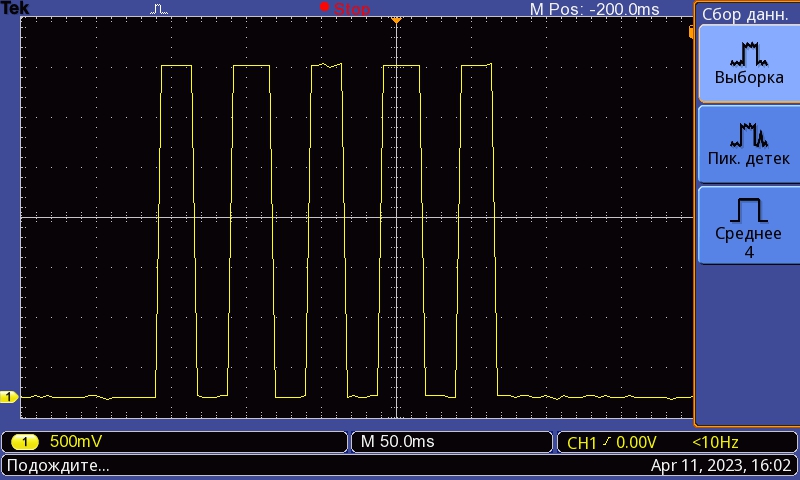 Tek Stop M Pos: -200.0ms
Сбор данн.
Выборка
Пик. детек
Среднее
4
1
1 500mV M 50.0ms CH1 0.00V <10Hz
Подождите... Apr 11, 2023, 16:02